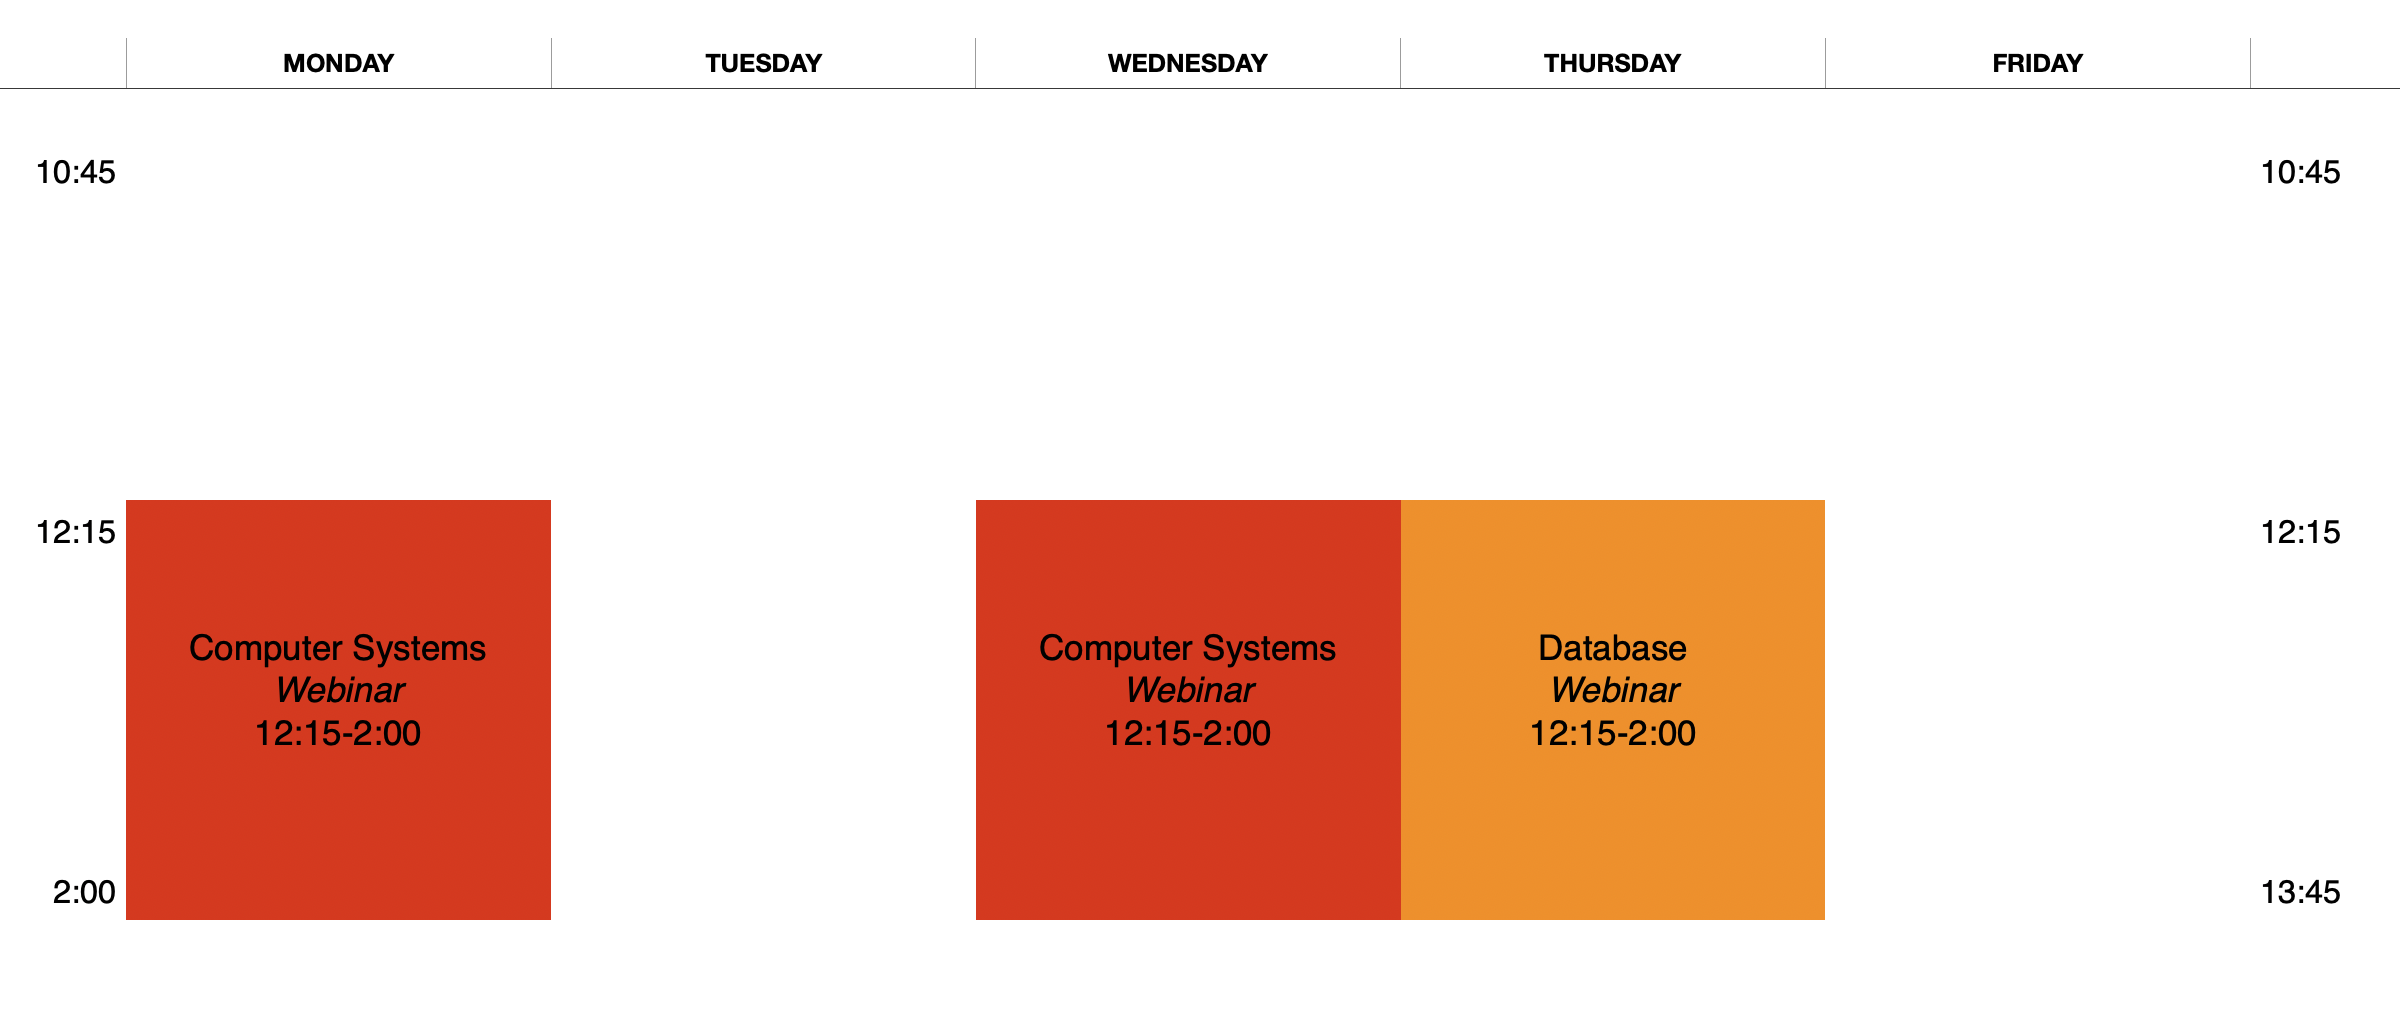 MONDAY TUESDAY WEDNESDAY THURSDAY FRIDAY
10:45 10:45
12:15 12:15
Computer Systems Computer Systems Database
Webinar Webinar Webinar
12:15-2:00 12:15-2:00 12:15-2:00
2:00 13:45